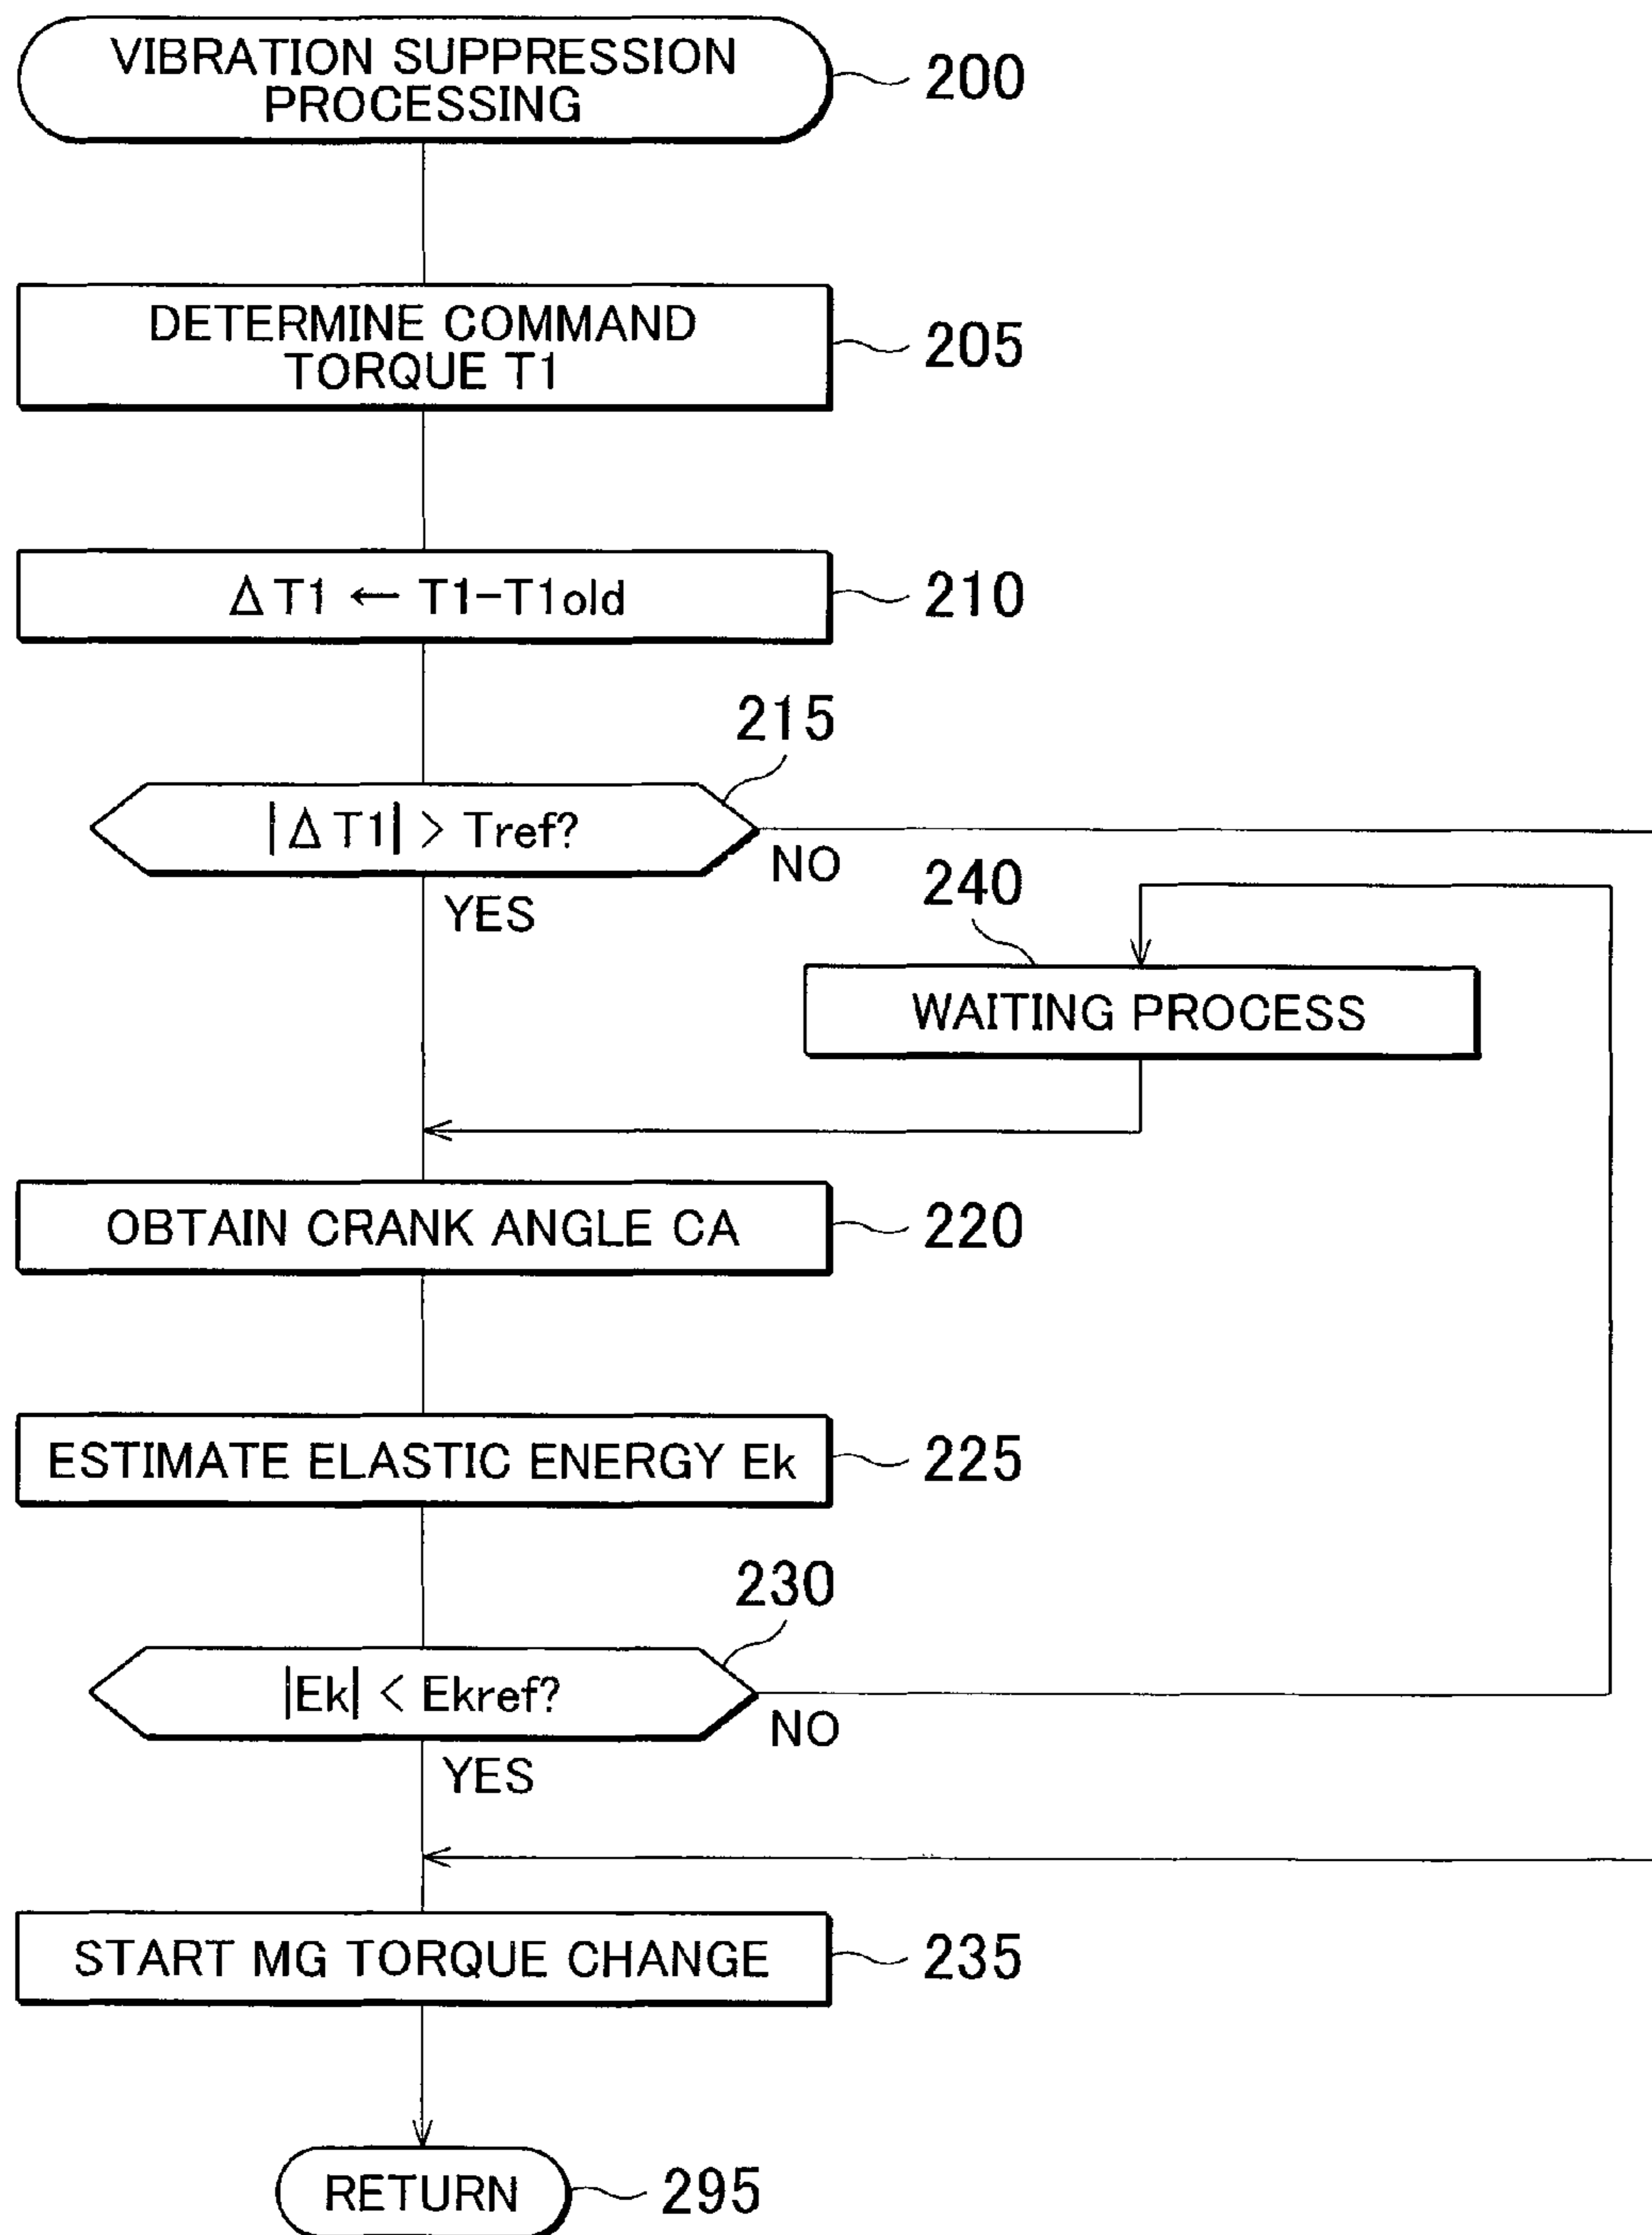 VIBRATION SUPPRESSION
PROCESSING
200
DETERMINE COMMAND
TORQUE T1
205
ΔT1 ← T1-T1old
210
215
|ΔT1| > Tref?
NO
YES
240
WAITING PROCESS
OBTAIN CRANK ANGLE CA
220
ESTIMATE ELASTIC ENERGY Ek
225
230
|Ek| < Ekref?
NO
YES
START MG TORQUE CHANGE
235
RETURN
295